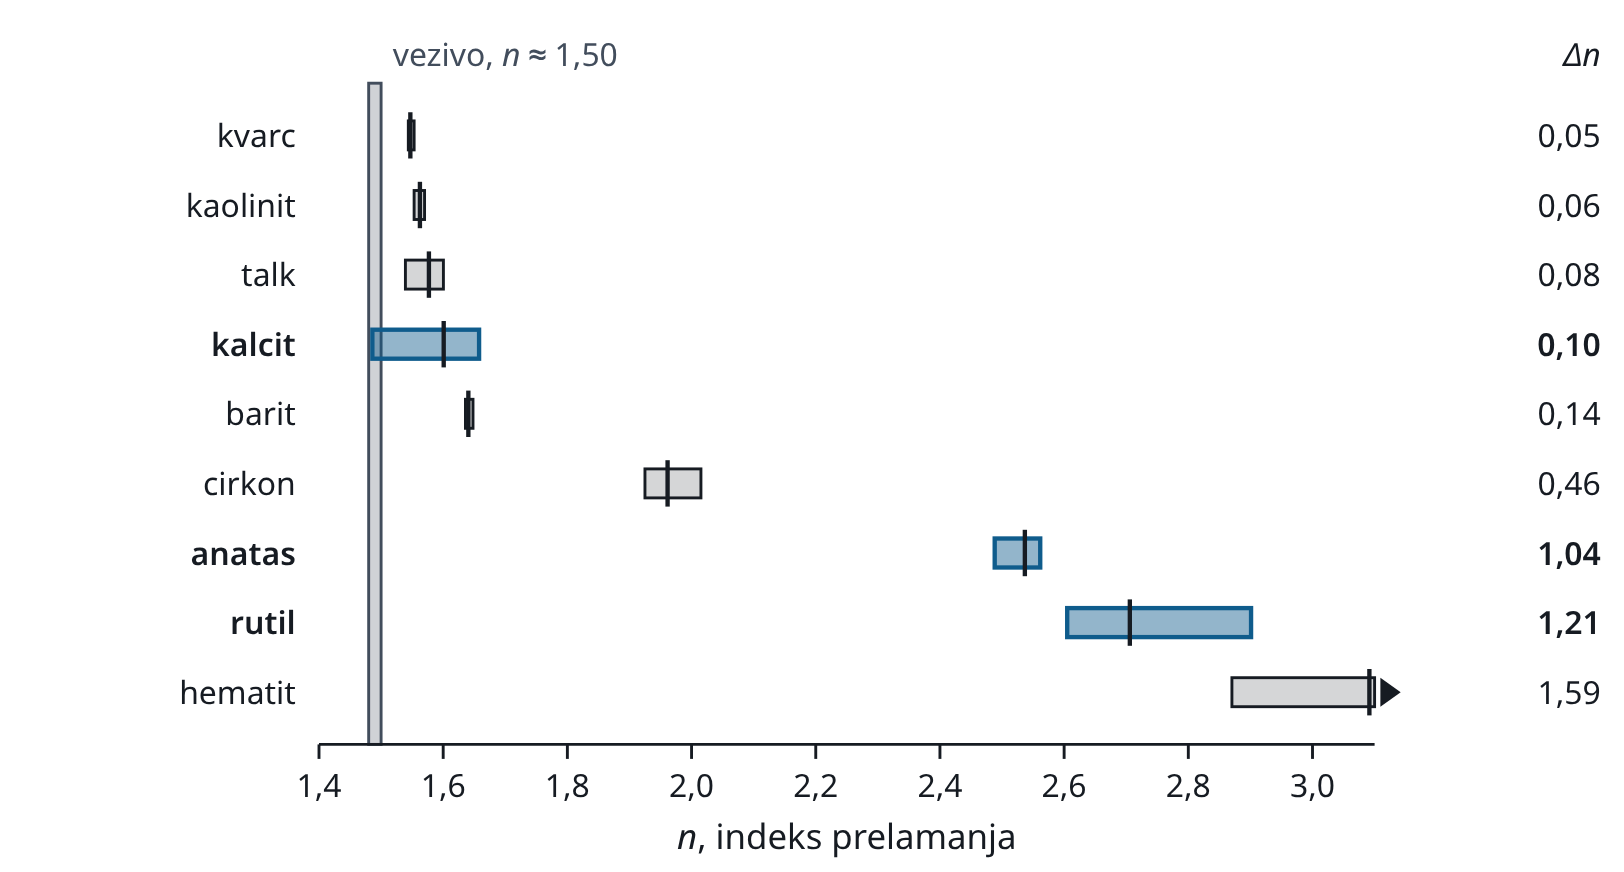 vezivo, n ≈ 1,50 Δn
kvarc 0,05
kaolinit 0,06
talk 0,08
kalcit 0,10
barit 0,14
cirkon 0,46
anatas 1,04
rutil 1,21
hematit 1,59
1,4 1,6 1,8 2,0 2,2 2,4 2,6 2,8 3,0
n, indeks prelamanja